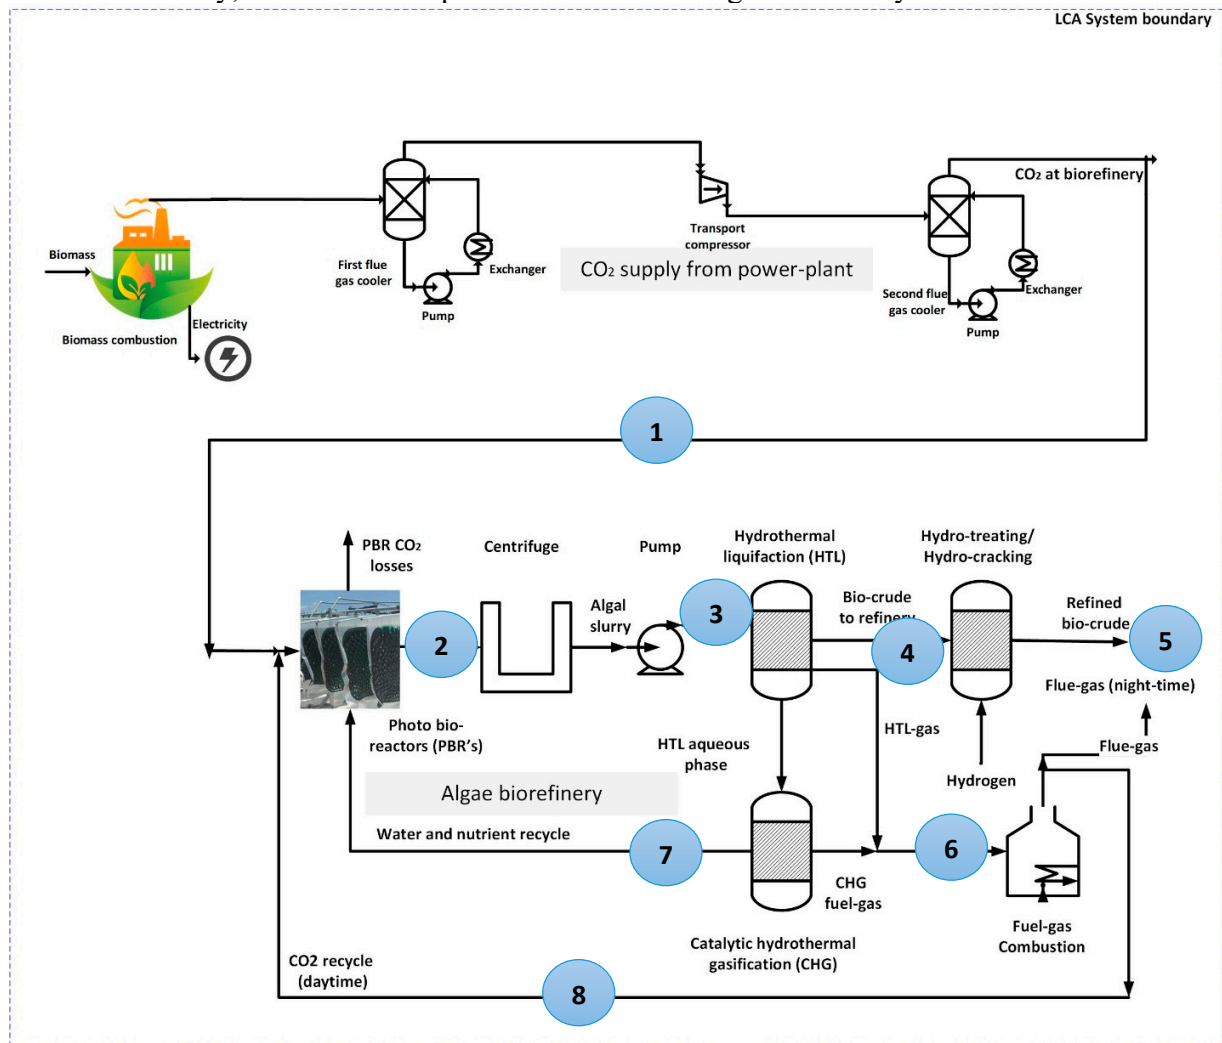 LCA System boundary
CO₂ at biorefinery
Biomass
Transport
compressor
First flue
gas cooler
Exchanger
CO₂ supply from power-plant
Second flue
gas cooler
Exchanger
Pump
Pump
Electricity
Biomass combustion
1
PBR CO₂
losses
Centrifuge
Pump
Hydrothermal
liquifaction (HTL)
Hydro-treating/
Hydro-cracking
Algal
slurry
3
Bio-crude
to refinery
Refined
bio-crude
2
4
5
Flue-gas (night-time)
Photo bio-
reactors (PBR's)
HTL aqueous
phase
HTL-gas
Flue-gas
Hydrogen
Algae biorefinery
Water and nutrient recycle
7
6
CHG
fuel-gas
Fuel-gas
Combustion
Catalytic hydrothermal
gasification (CHG)
CO2 recycle
(daytime)
8